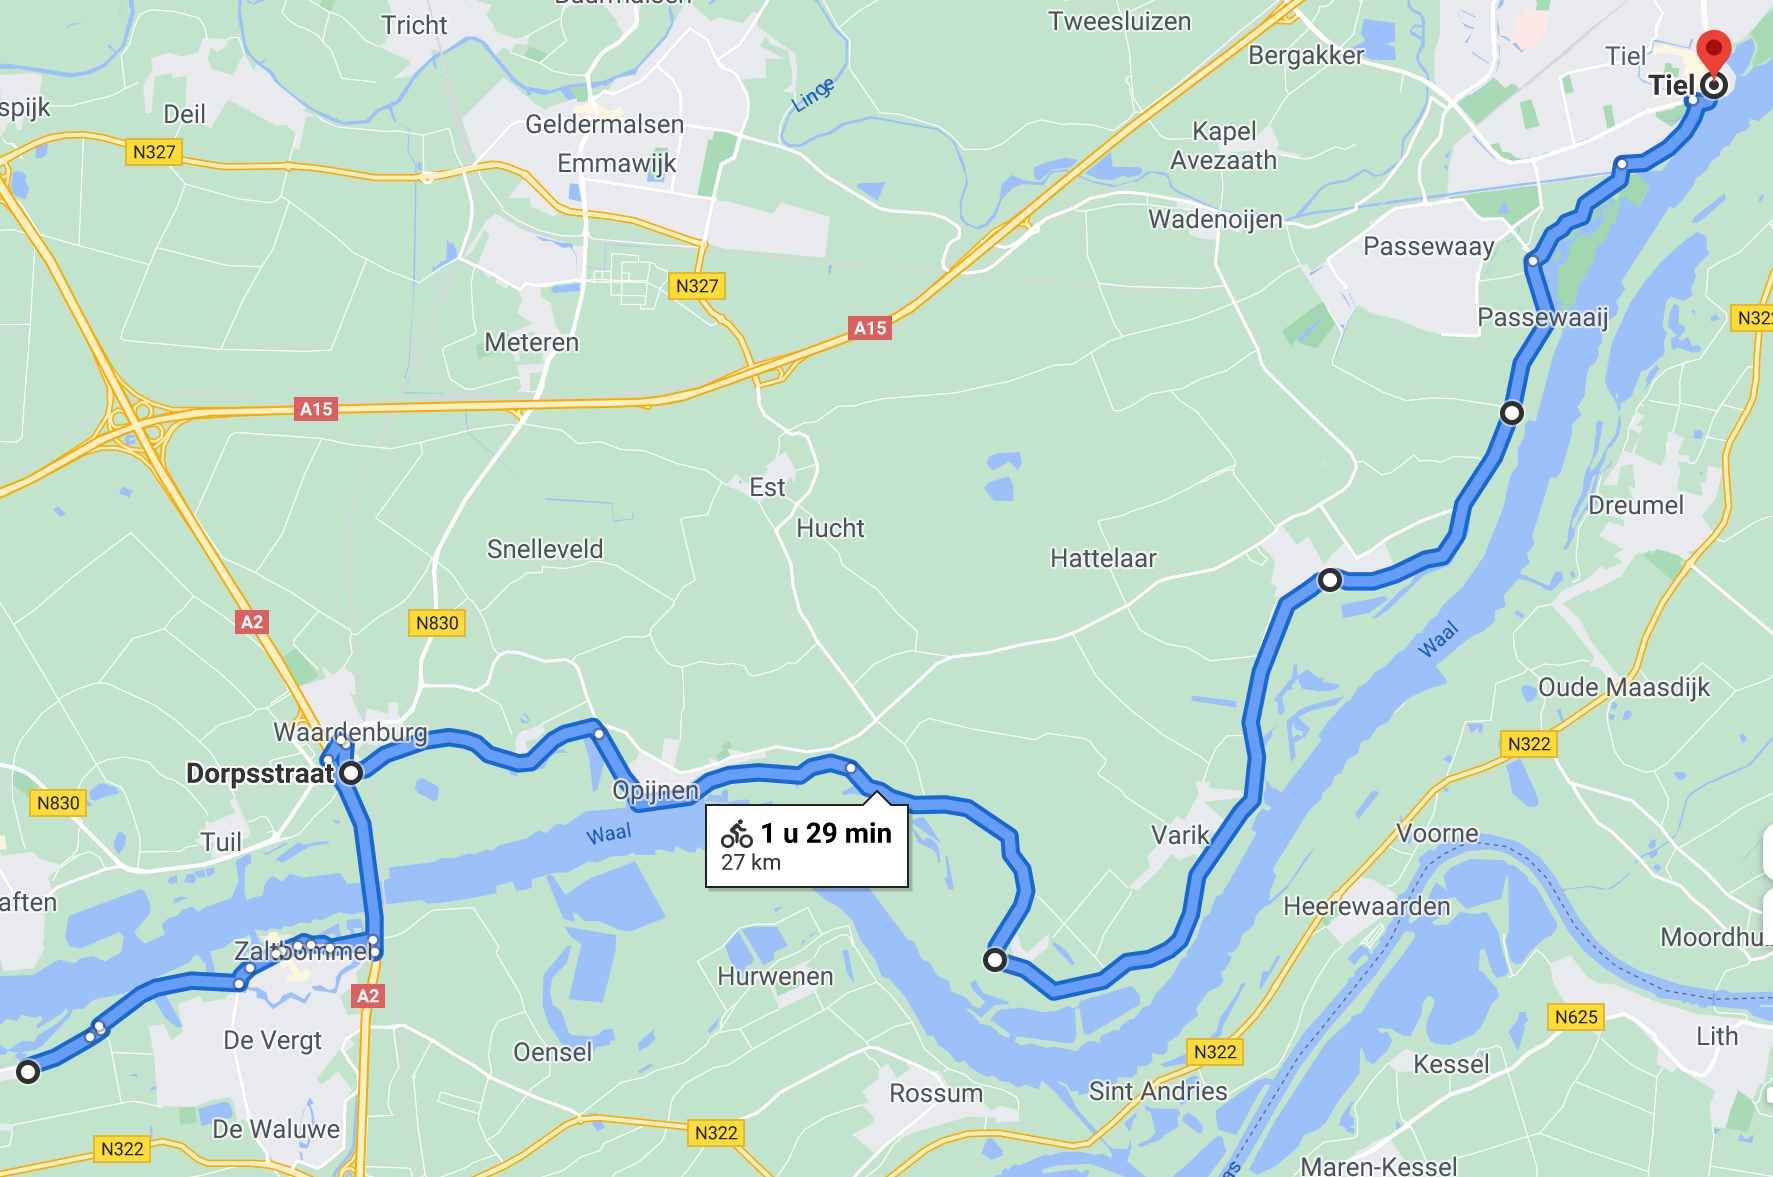 Tricht
Tweesluizen
Bergakker
Tiel
Tiel
spijk
Deil
Linge
Geldermalsen
Emmawijk
N327
Kapel
Avezaath
Wadenoijen
Passewaay
N327
Passewaaij
N322
A15
Meteren
A15
Est
Hucht
Dreumel
Snelleveld
Hattelaar
A2
N830
Waal
Oude Maasdijk
Waardenburg
N322
Dorpsstraat
Opijnen
N830
Waal
1 u 29 min
27 km
Tuil
Varik
Voorne
aften
Heerewaarden
Zaltbommel
Moordhu
Hurwenen
A2
N625
De Vergt
Lith
Oensel
N322
Kessel
Rossum
Sint Andries
De Waluwe
N322
N322
Maren-Kessel